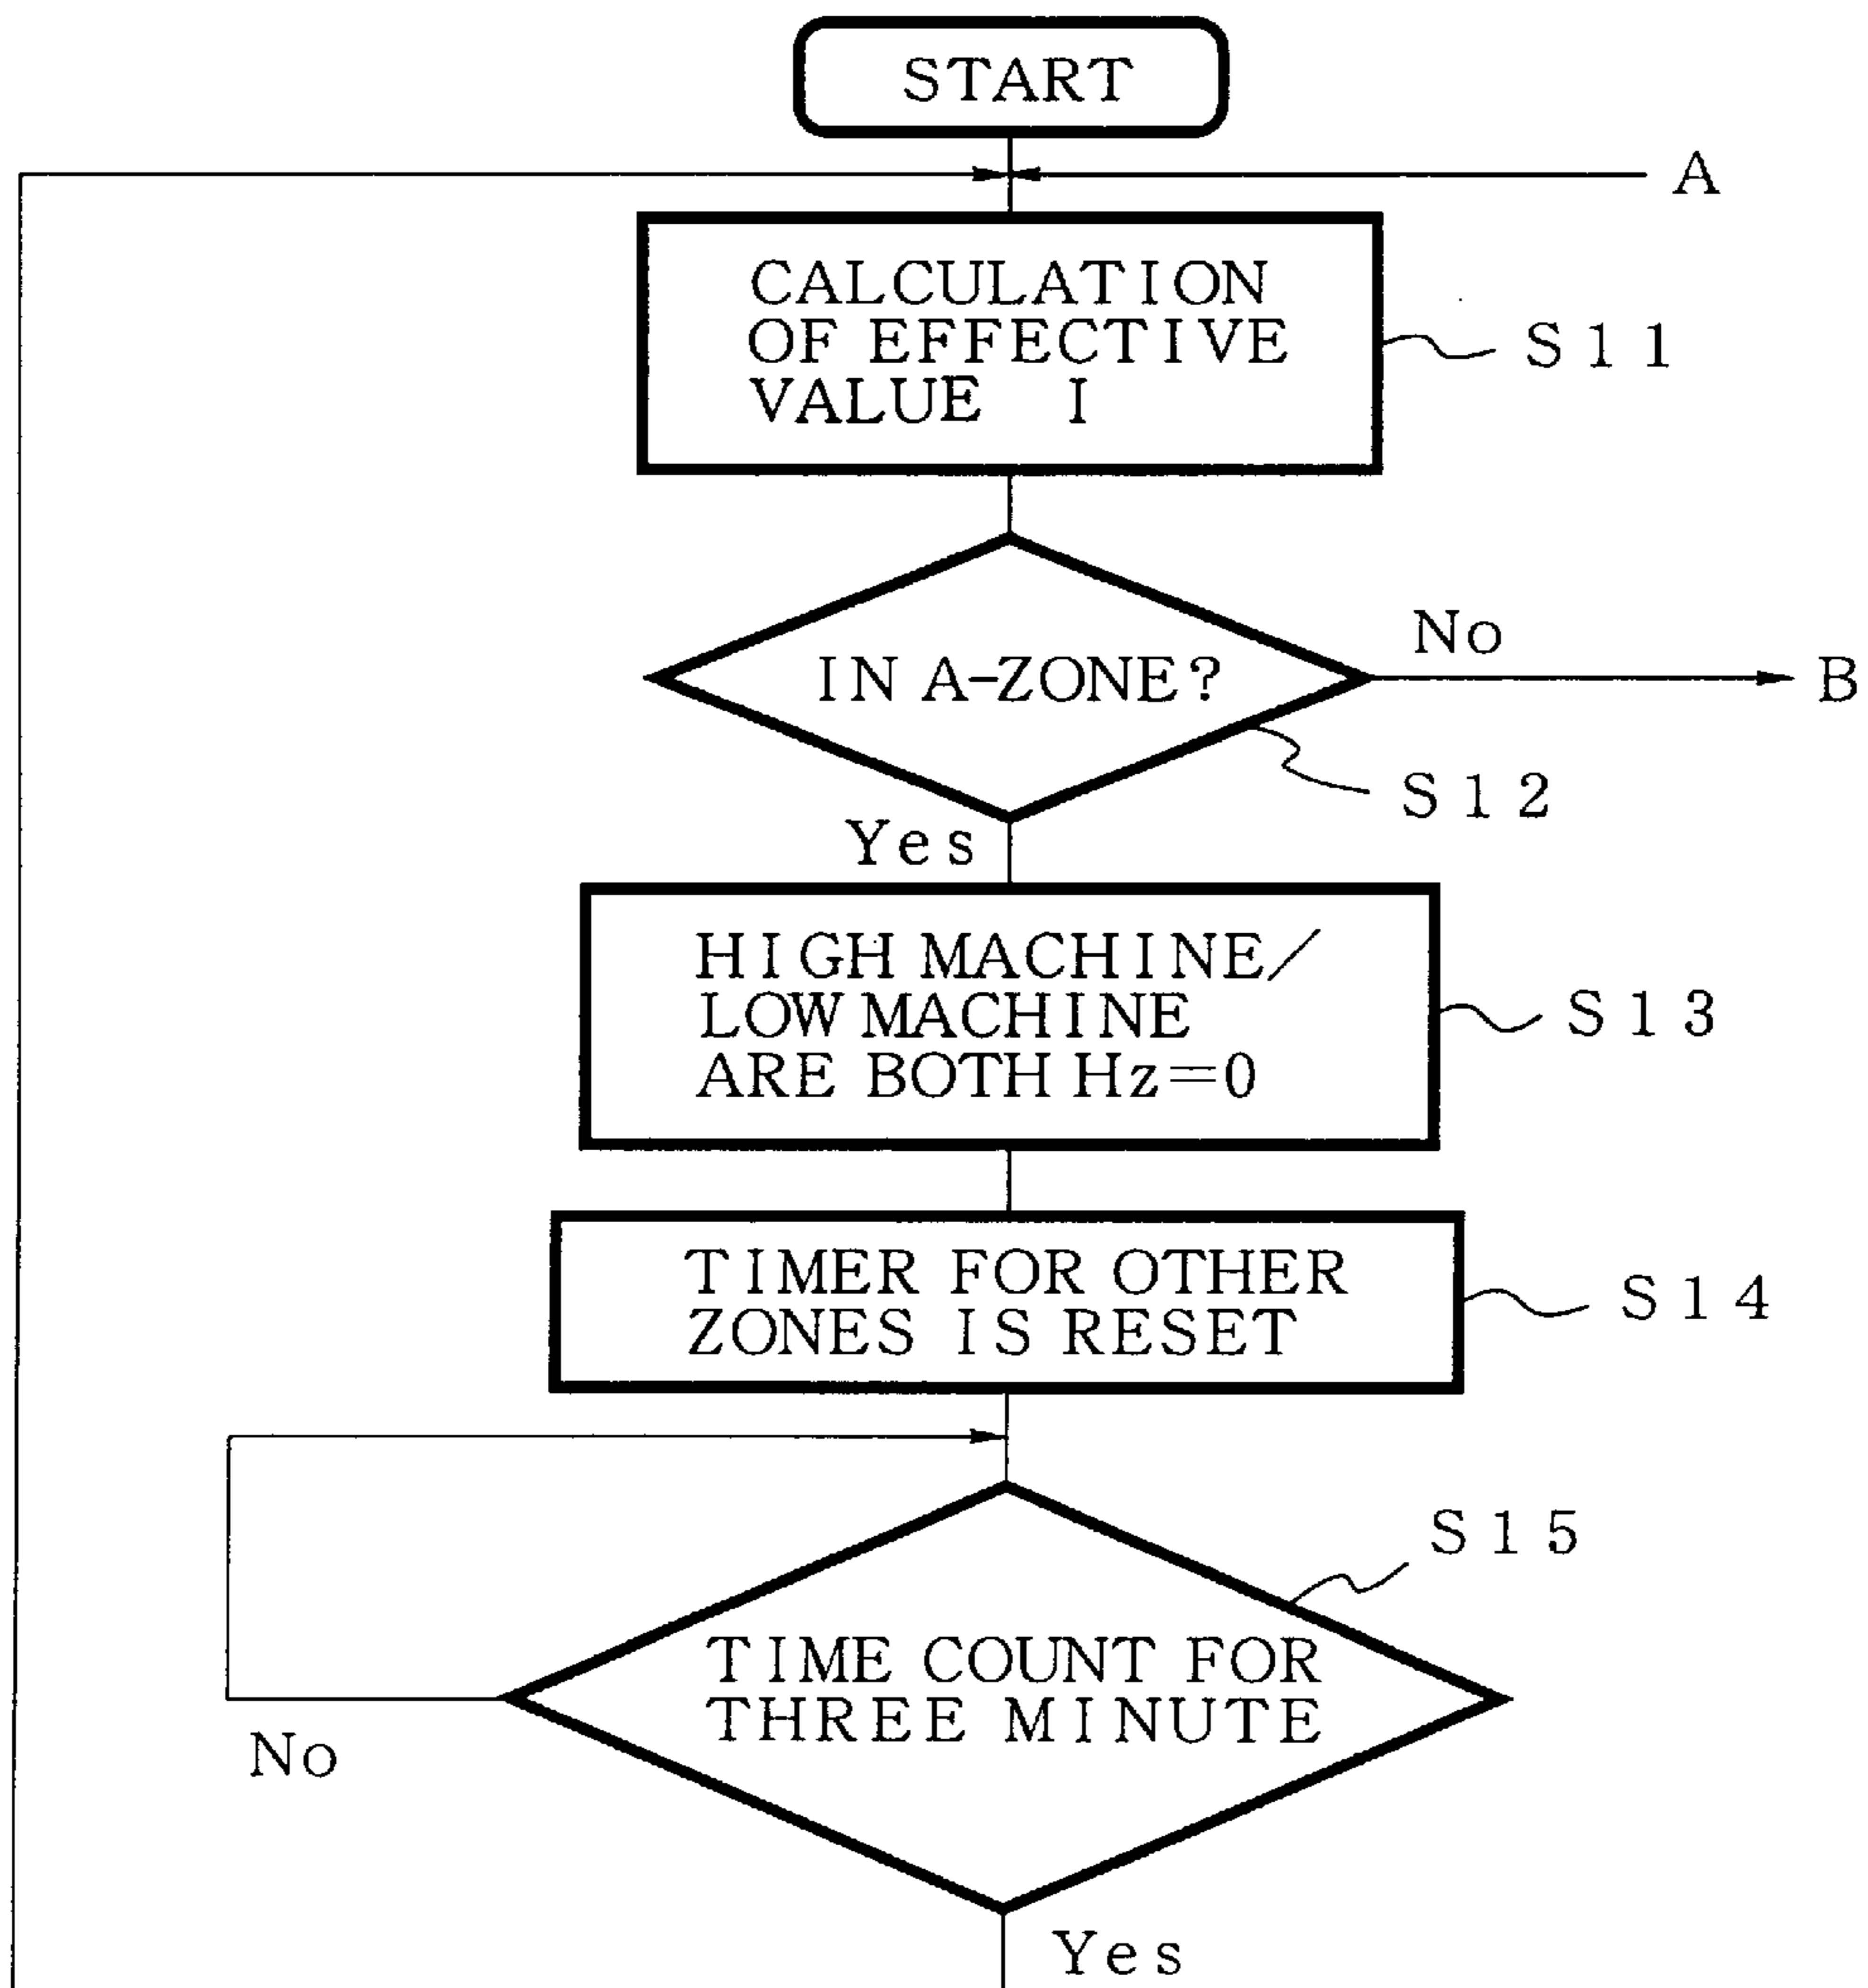 START
A
CALCULATION
OF EFFECTIVE
VALUE I
S11
IN A-ZONE?
No
B
S12
Yes
HIGH MACHINE/
LOW MACHINE
ARE BOTH Hz=0
S13
TIMER FOR OTHER
ZONES IS RESET
S14
S15
TIME COUNT FOR
THREE MINUTE
No
Yes